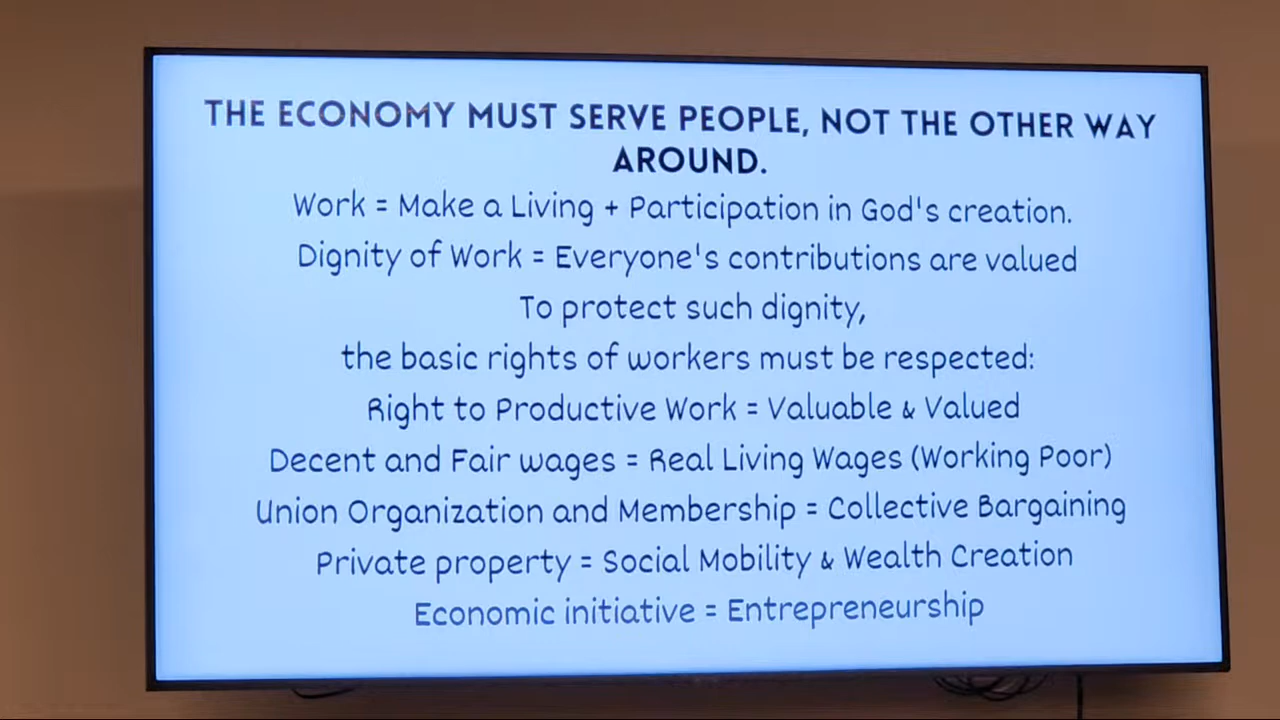 THE ECONOMY MUST SERVE PEOPLE, NOT THE OTHER WAY
AROUND.
Work = Make a Living + Participation in God's creation.
Dignity of Work = Everyone's contributions are valued
To protect such dignity,
the basic rights of workers must be respected:
Right to Productive Work = Valuable & Valued
Decent and Fair wages = Real Living Wages (Working Poor)
Union Organization and Membership = Collective Bargaining
Private property = Social Mobility & Wealth Creation
Economic initiative = Entrepreneurship